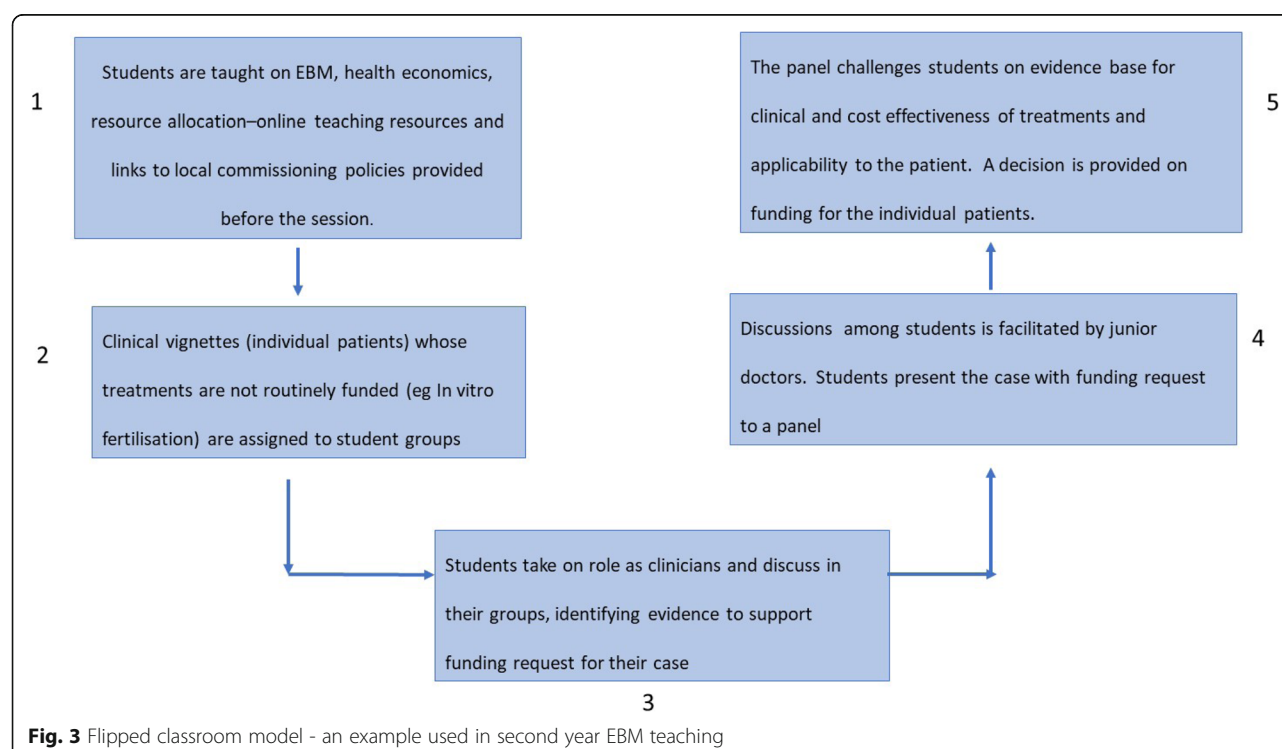 1
Students are taught on EBM, health economics,
resource allocation–online teaching resources and
links to local commissioning policies provided
before the session.
2
Clinical vignettes (individual patients) whose
treatments are not routinely funded (eg In vitro
fertilisation) are assigned to student groups
Students take on role as clinicians and discuss in
their groups, identifying evidence to support
funding request for their case
3
Discussions among students is facilitated by junior
doctors. Students present the case with funding request
to a panel
4
The panel challenges students on evidence base for
clinical and cost effectiveness of treatments and
applicability to the patient. A decision is provided on
funding for the individual patients.
5
Fig. 3 Flipped classroom model - an example used in second year EBM teaching